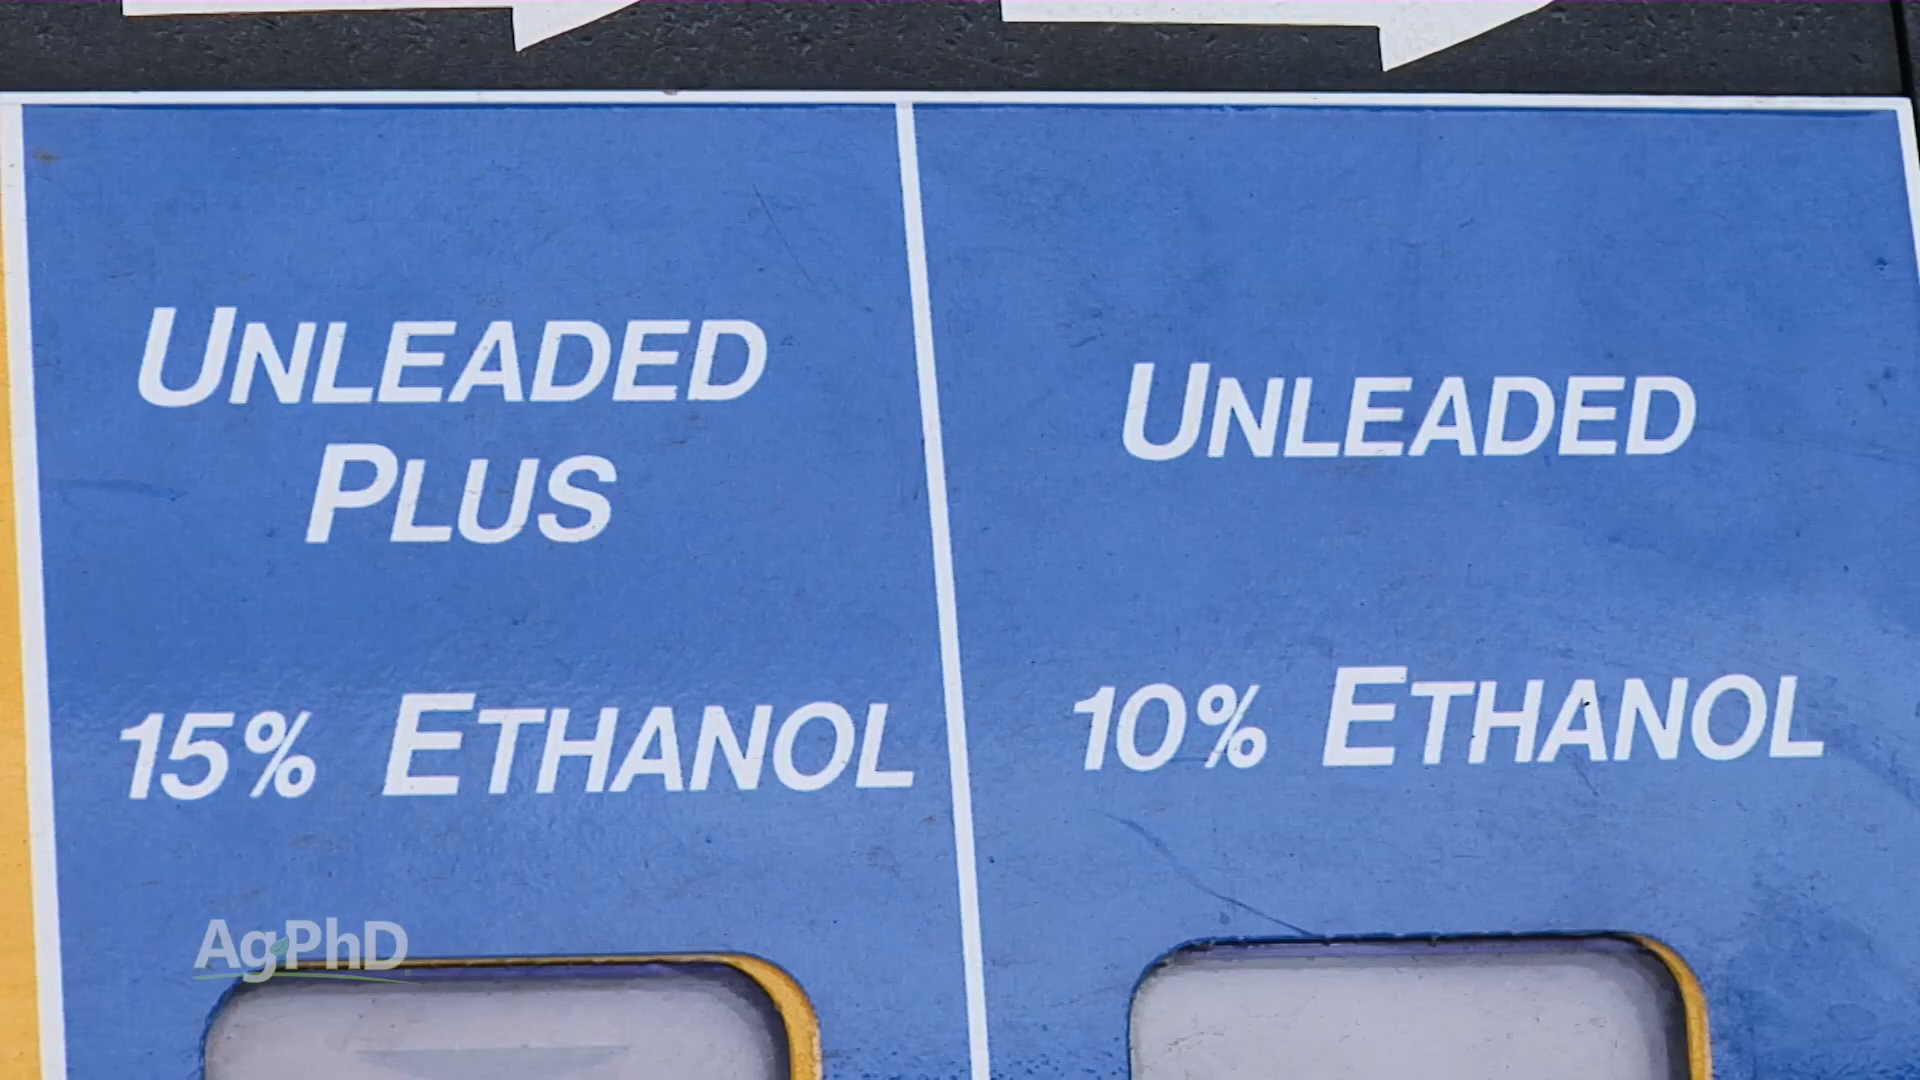 UNLEADED
PLUS
15% ETHANOL
UNLEADED
10% ETHANOL
AgPhD